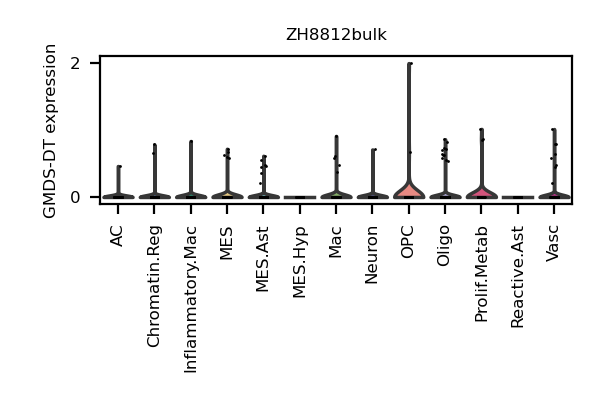 ZH8812bulk
GMDS-DT expression
2
0
AC
Chromatin.Reg
Inflammatory.Mac
MES
MES.Ast
MES.Hyp
Mac
Neuron
OPC
Oligo
Prolif.Metab
Reactive.Ast
Vasc